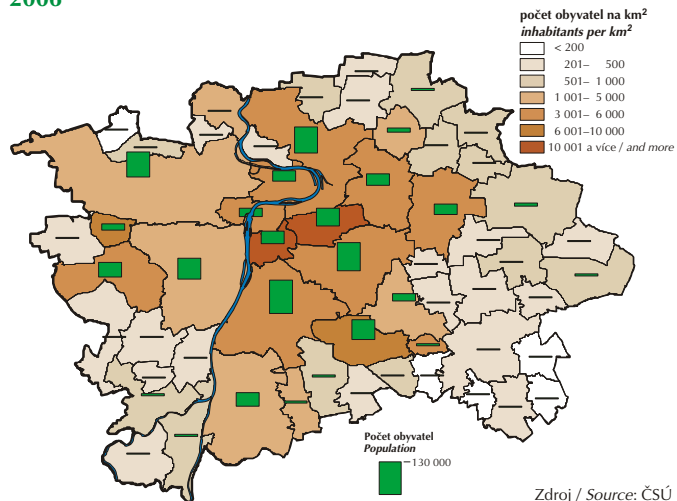 2006
počet obyvatel na km²
inhabitants per km²
< 200
201– 500
501– 1 000
1 001– 5 000
3 001– 6 000
6 001–10 000
10 001 a více / and more
Počet obyvatel
Population
130 000
Zdroj / Source: ČSÚ